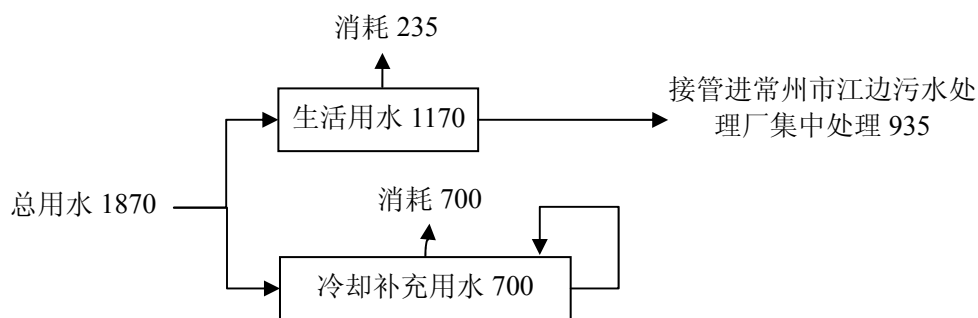 消耗 235
生活用水 1170
接管进常州市江边污水处
理厂集中处理 935
总用水 1870
消耗 700
冷却补充用水 700